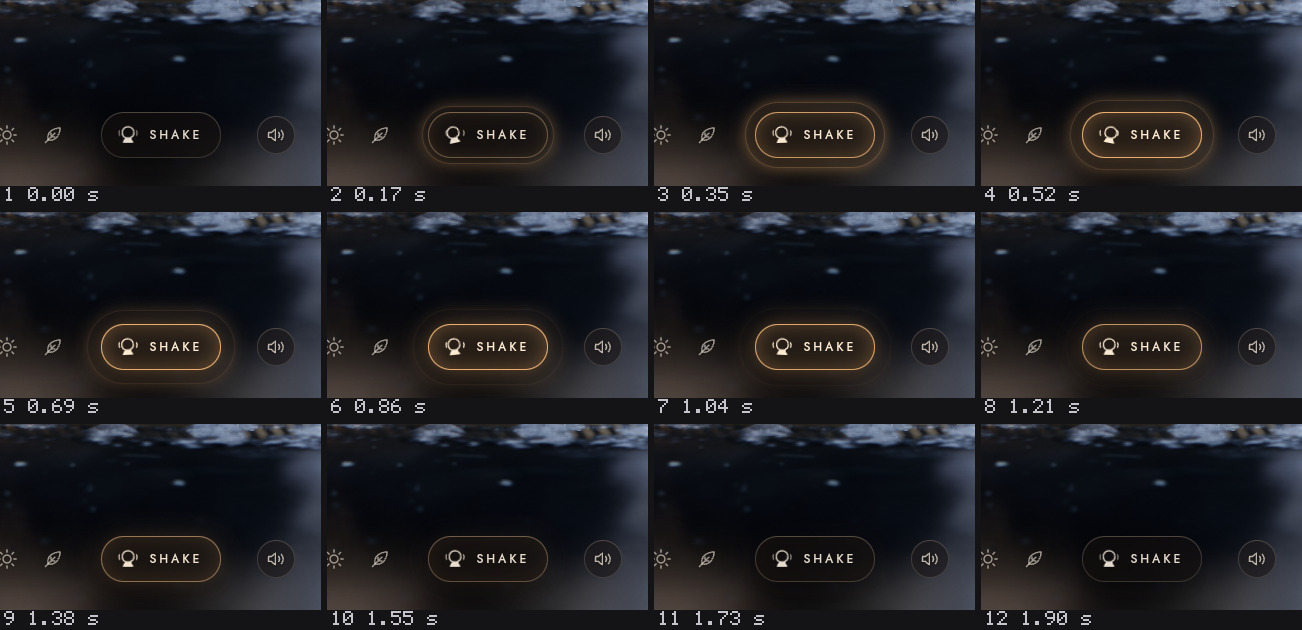 SHAKE
SHAKE
SHAKE
SHAKE
1 0.00 s
2 0.17 s
3 0.35 s
4 0.52 s
SHAKE
SHAKE
SHAKE
SHAKE
5 0.69 s
6 0.86 s
7 1.04 s
8 1.21 s
SHAKE
SHAKE
SHAKE
SHAKE
9 1.38 s
10 1.55 s
11 1.73 s
12 1.90 s